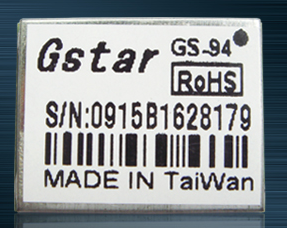 Gstar GS-94
RoHS
S/N:0915B1628179
MADE IN TaiWan